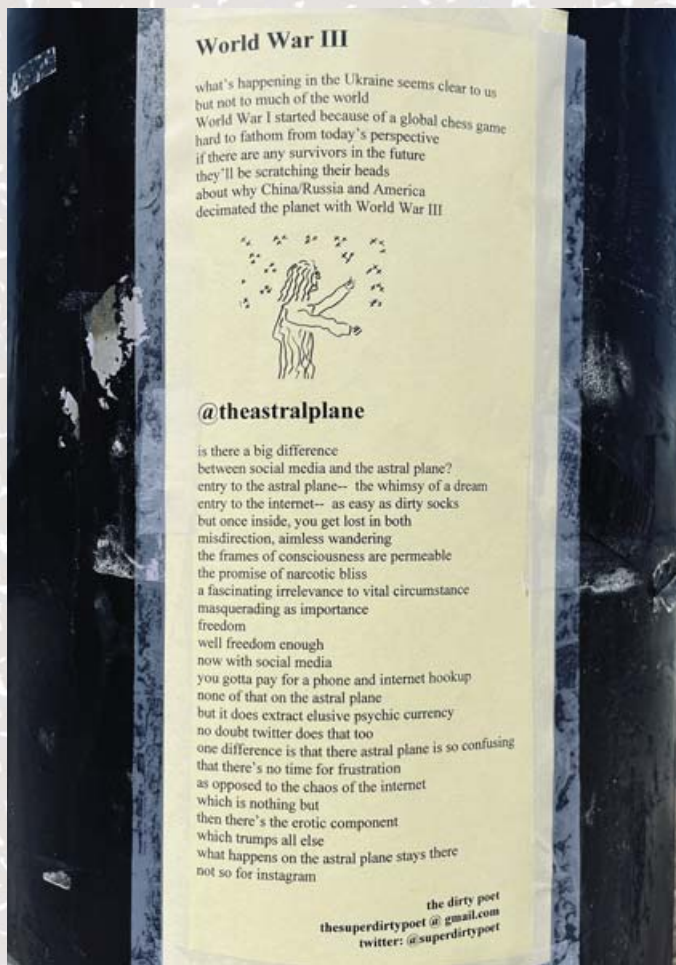 World War III
what's happening in the Ukraine seems clear to us
but not to much of the world
World War I started because of a global chess game
hard to fathom from today's perspective
if there are any survivors in the future
they'll be scratching their heads
about why China/Russia and America
decimated the planet with World War III
@theastralplane
is there a big difference
between social media and the astral plane?
entry to the astral plane-- the whimsy of a dream
entry to the internet-- as easy as dirty socks
but once inside, you get lost in both
misdirection, aimless wandering
the frames of consciousness are permeable
the promise of narcotic bliss
a fascinating irrelevance to vital circumstance
masquerading as importance
freedom
well freedom enough
now with social media
you gotta pay for a phone and internet hookup
none of that on the astral plane
but it does extract elusive psychic currency
no doubt twitter does that too
one difference is that there astral plane is so confusing
that there's no time for frustration
as opposed to the chaos of the internet
which is nothing but
then there's the erotic component
which trumps all else
what happens on the astral plane stays there
not so for instagram
the dirty poet
thesuperdirtypoet @ gmail.com
twitter: @superdirtypoet